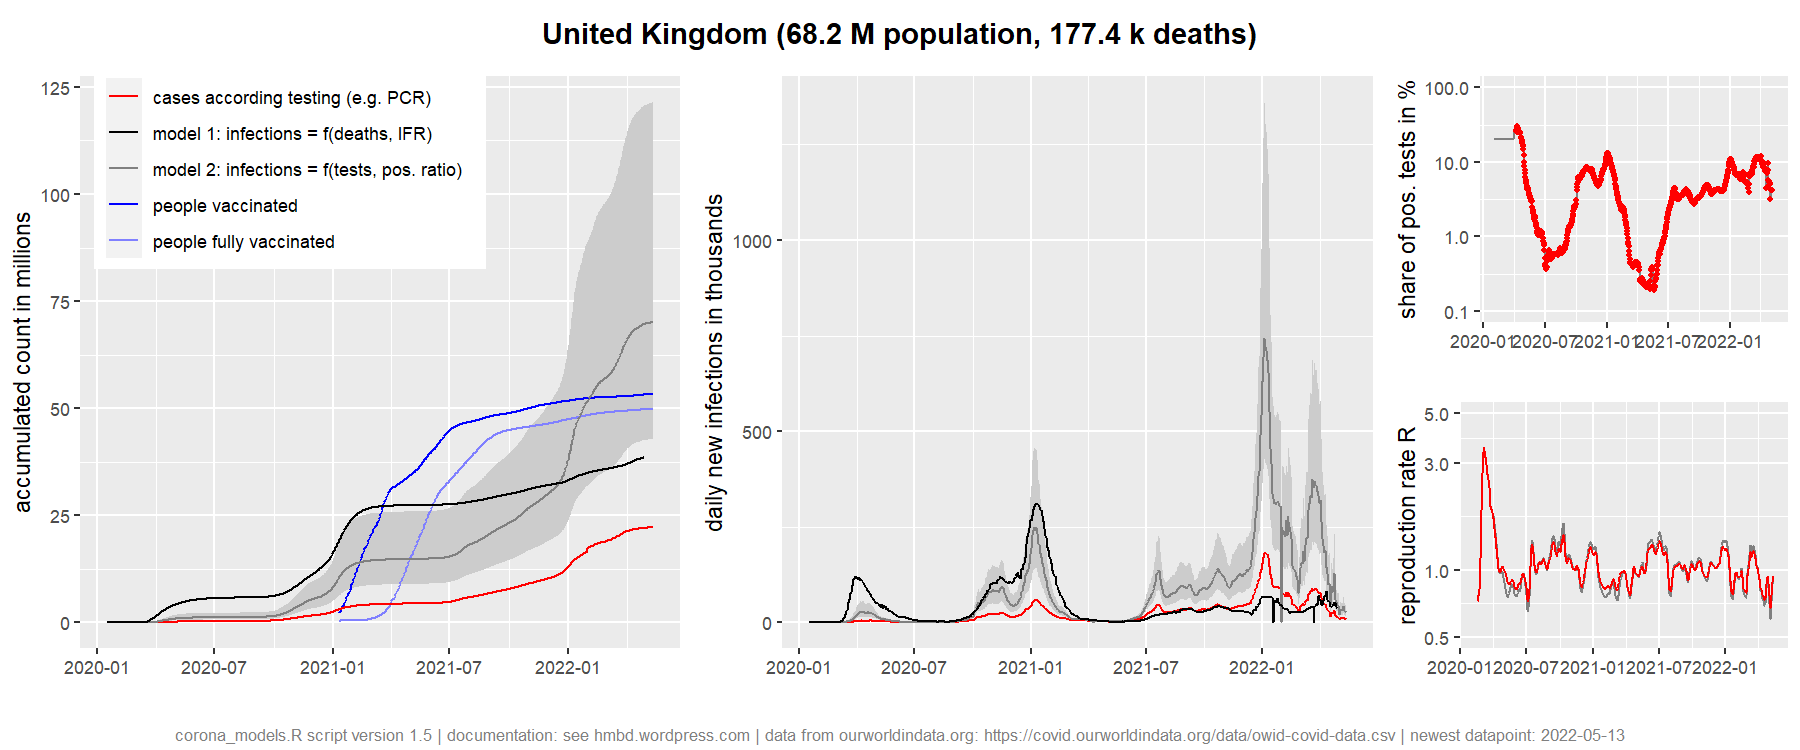 United Kingdom (68.2 M population, 177.4 k deaths)
accumulated count in millions
125
100
75
50
25
0
cases according testing (e.g. PCR)
model 1: infections = f(deaths, IFR)
model 2: infections = f(tests, pos. ratio)
people vaccinated
people fully vaccinated
2020-01 2020-07 2021-01 2021-07 2022-01
daily new infections in thousands
1000
500
0
2020-01 2020-07 2021-01 2021-07 2022-01
share of pos. tests in %
100.0
10.0
1.0
0.1
2020-01 2020-07 2021-01 2021-07 2022-01
reproduction rate R
5.0
3.0
1.0
0.5
2020-01 2020-07 2021-01 2021-07 2022-01
corona_models.R script version 1.5 | documentation: see hmbd.wordpress.com | data from ourworldindata.org: https://covid.ourworldindata.org/data/owid-covid-data.csv | newest datapoint: 2022-05-13